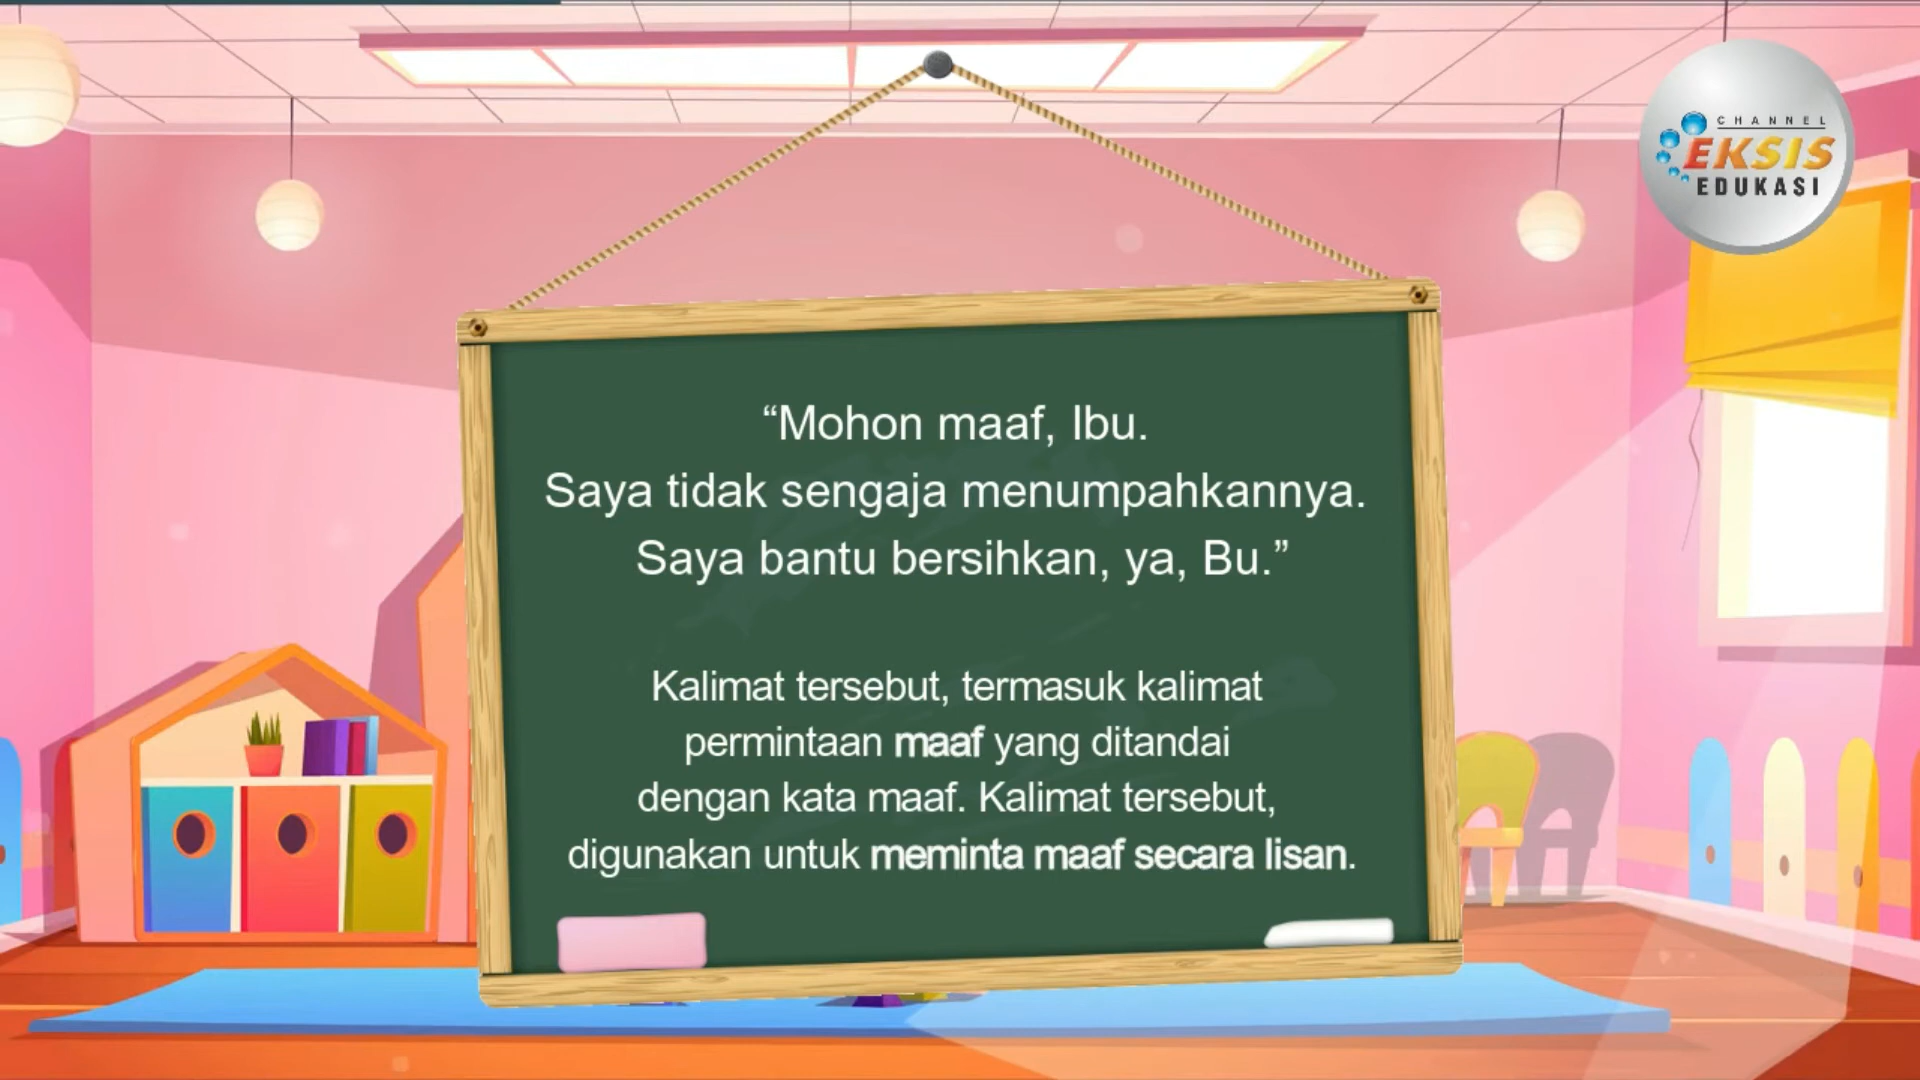 CHANNEL
EKSIS
EDUKASI
“Mohon maaf, Ibu.
Saya tidak sengaja menumpahkannya.
Saya bantu bersihkan, ya, Bu.”
Kalimat tersebut, termasuk kalimat
permintaan maaf yang ditandai
dengan kata maaf. Kalimat tersebut,
digunakan untuk meminta maaf secara lisan.